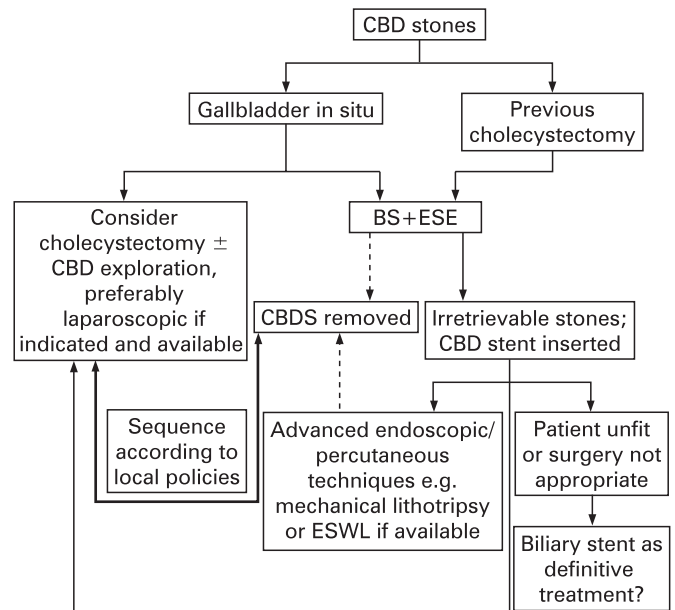 CBD stones
Gallbladder in situ
Previous
cholecystectomy
Consider
cholecystectomy ±
CBD exploration,
preferably
laparoscopic if
indicated and available
BS+ESE
CBDS removed
Irretrievable stones;
CBD stent inserted
Sequence
according to
local policies
Advanced endoscopic/
percutaneous
techniques e.g.
mechanical lithotripsy
or ESWL if available
Patient unfit
or surgery not
appropriate
Biliary stent as
definitive
treatment?